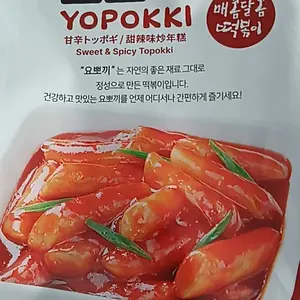 YOPOKKI
매콤달콤
떡볶이
甘辛トッポギ / 甜辣味炒年糕
Sweet & Spicy Topokki
“요뽀끼” 는 자연의 좋은 재료 그대로
정성으로 만든 떡볶이입니다.
건강하고 맛있는 요뽀끼를 언제 어디서나 간편하게 즐기세요!